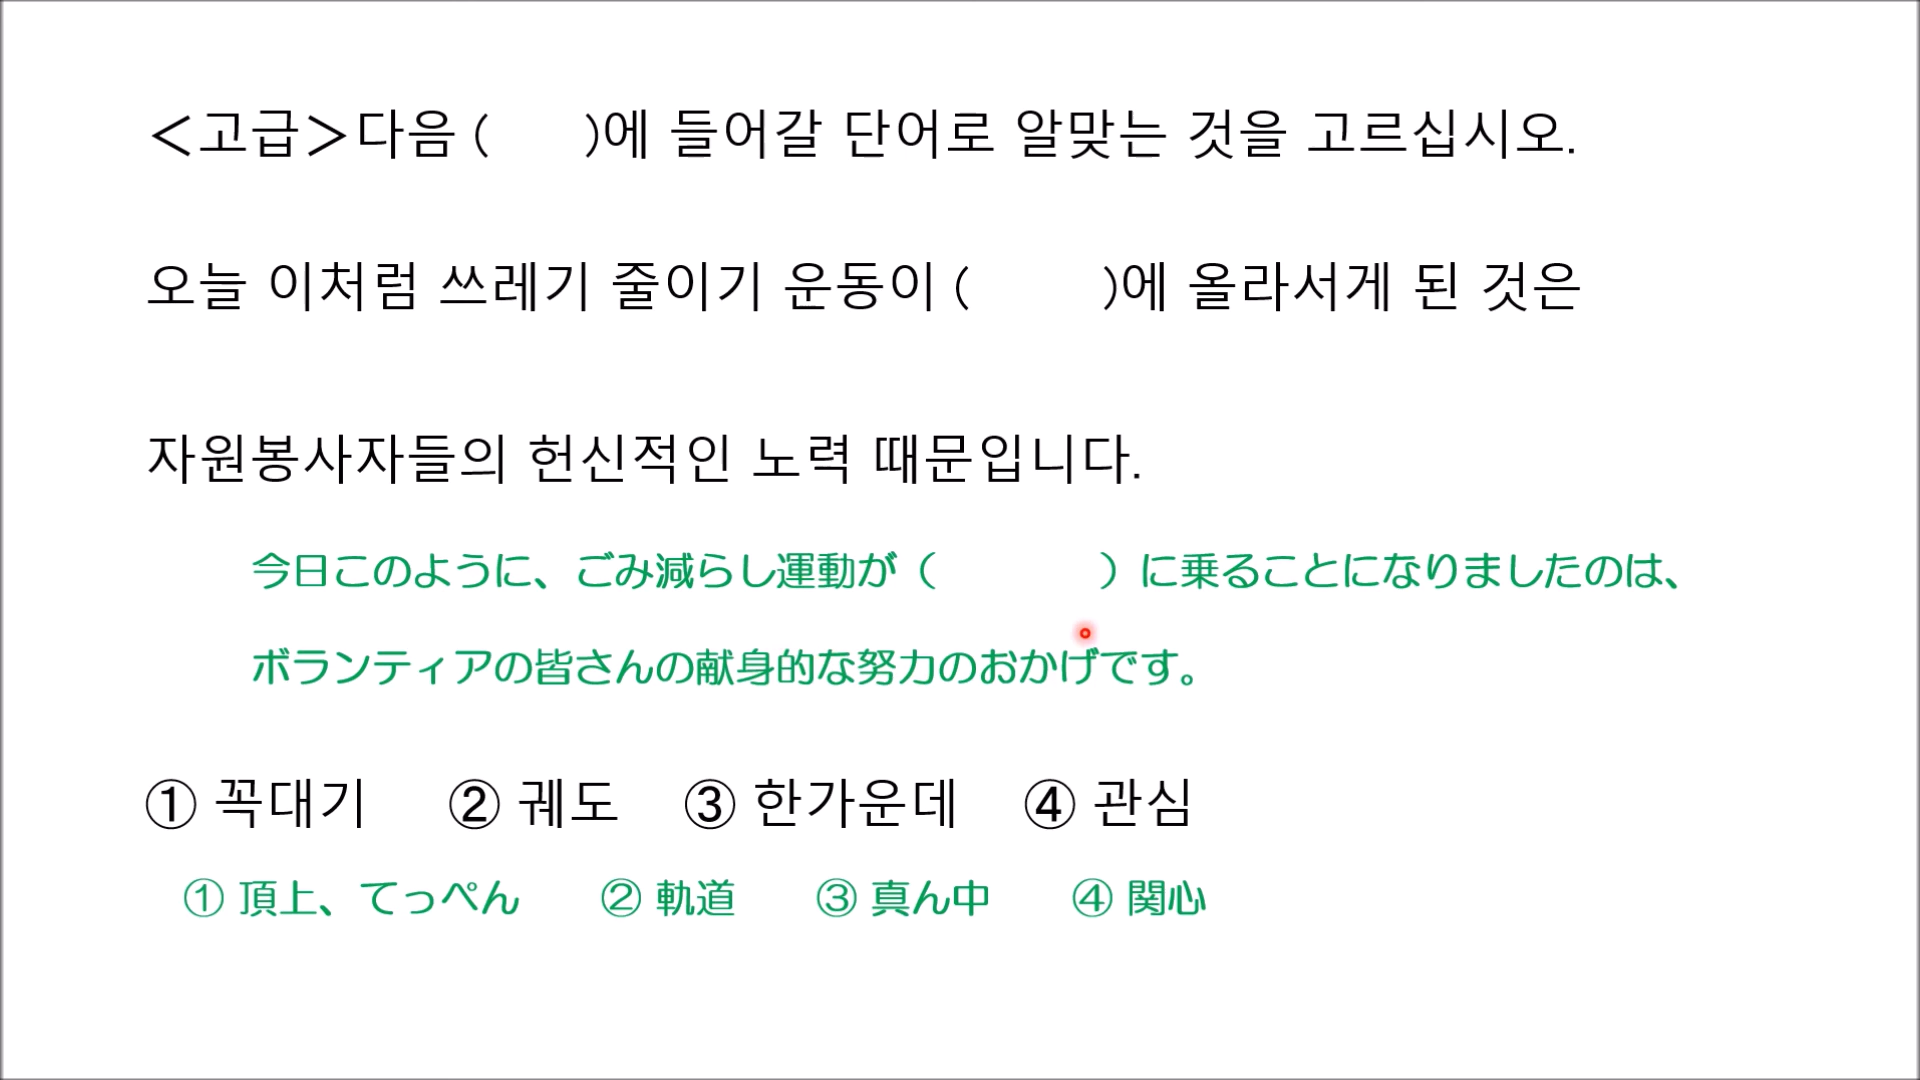 ＜고급＞다음 (      )에 들어갈 단어로 알맞는 것을 고르십시오.
오늘 이처럼 쓰레기 줄이기 운동이 (        )에 올라서게 된 것은
자원봉사자들의 헌신적인 노력 때문입니다.
今日このように、ごみ減らし運動が（        ）に乗ることになりましたのは、
ボランティアの皆さんの献身的な努力のおかげです。
① 꼭대기  ② 궤도  ③ 한가운데  ④ 관심
① 頂上、てっぺん  ② 軌道  ③ 真ん中  ④ 関心